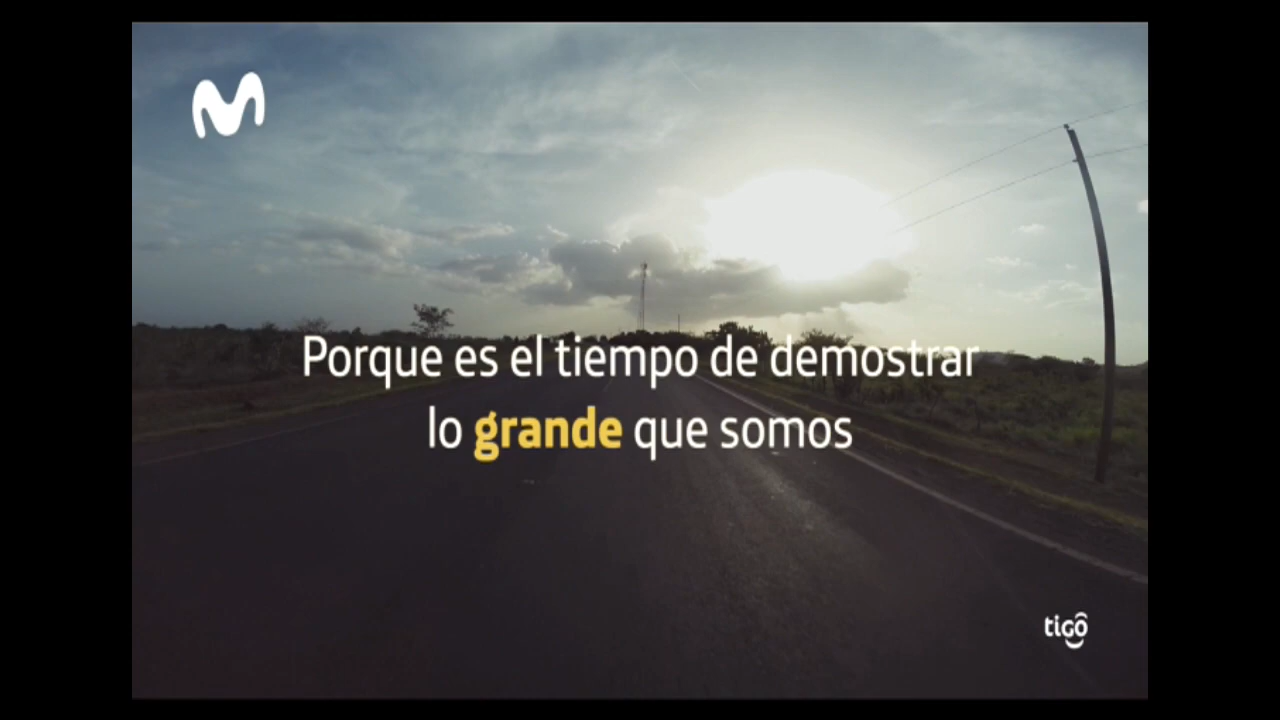 Porque es el tiempo de demostrar
lo grande que somos
tigo